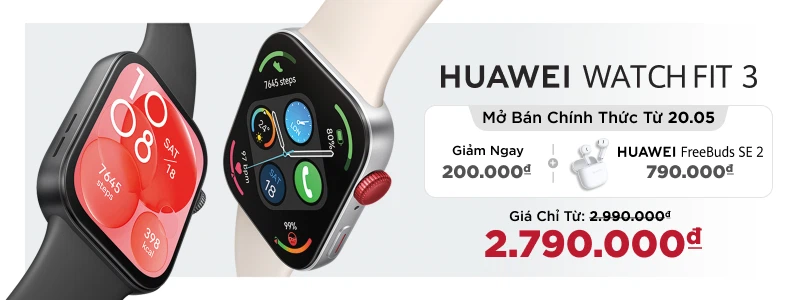 HUAWEI WATCH FIT 3
Mở Bán Chính Thức Từ 20.05
Giảm Ngay
200.000đ
+
HUAWEI FreeBuds SE 2
790.000đ
Giá Chỉ Từ: 2.990.000đ
2.790.000đ
10
08
SAT
/18
7645
steps
398
kcal
7645 steps
24°
LON
80%
97 bpm
SAT
18
99%